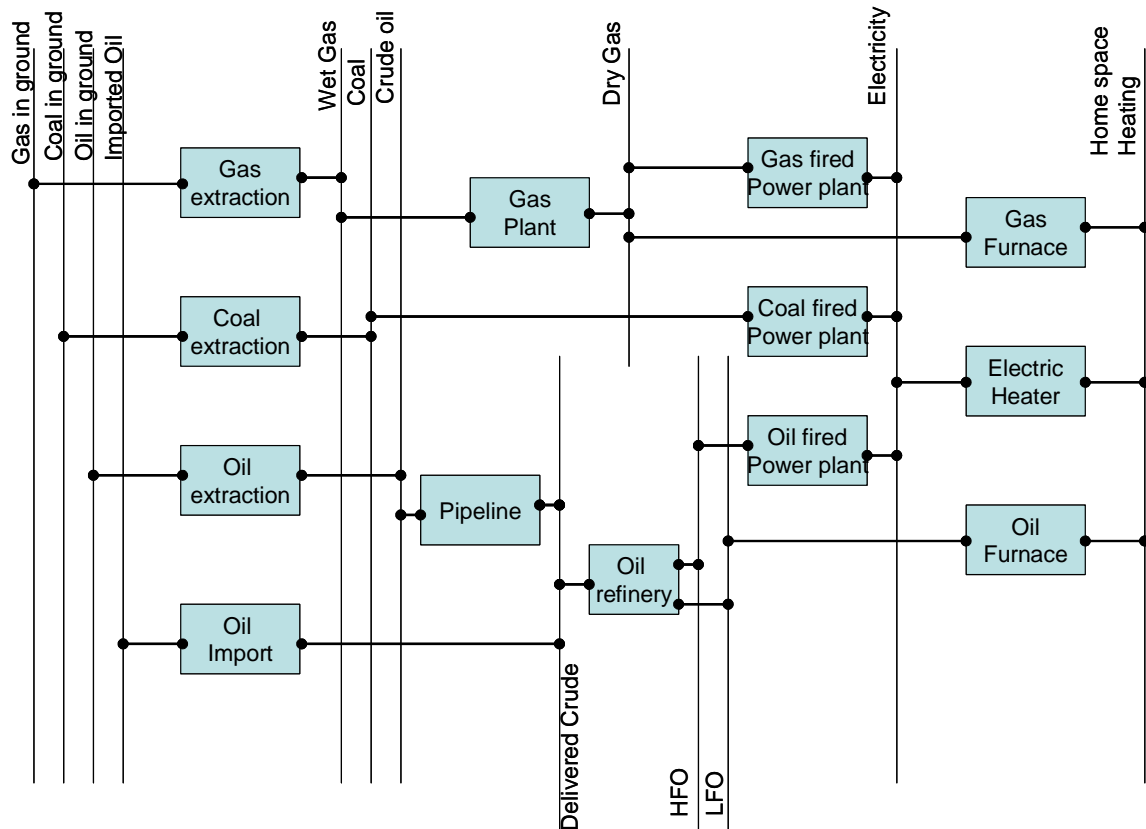 Gas in ground
Coal in ground
Oil in ground
Imported Oil
Wet Gas
Coal
Crude oil
Dry Gas
Electricity
Home space
Heating
Gas
extraction
Gas
Plant
Gas fired
Power plant
Gas
Furnace
Coal
extraction
Coal fired
Power plant
Electric
Heater
Oil
extraction
Pipeline
Oil fired
Power plant
Oil
refinery
Oil
Furnace
Oil
Import
Delivered Crude
HFO
LFO